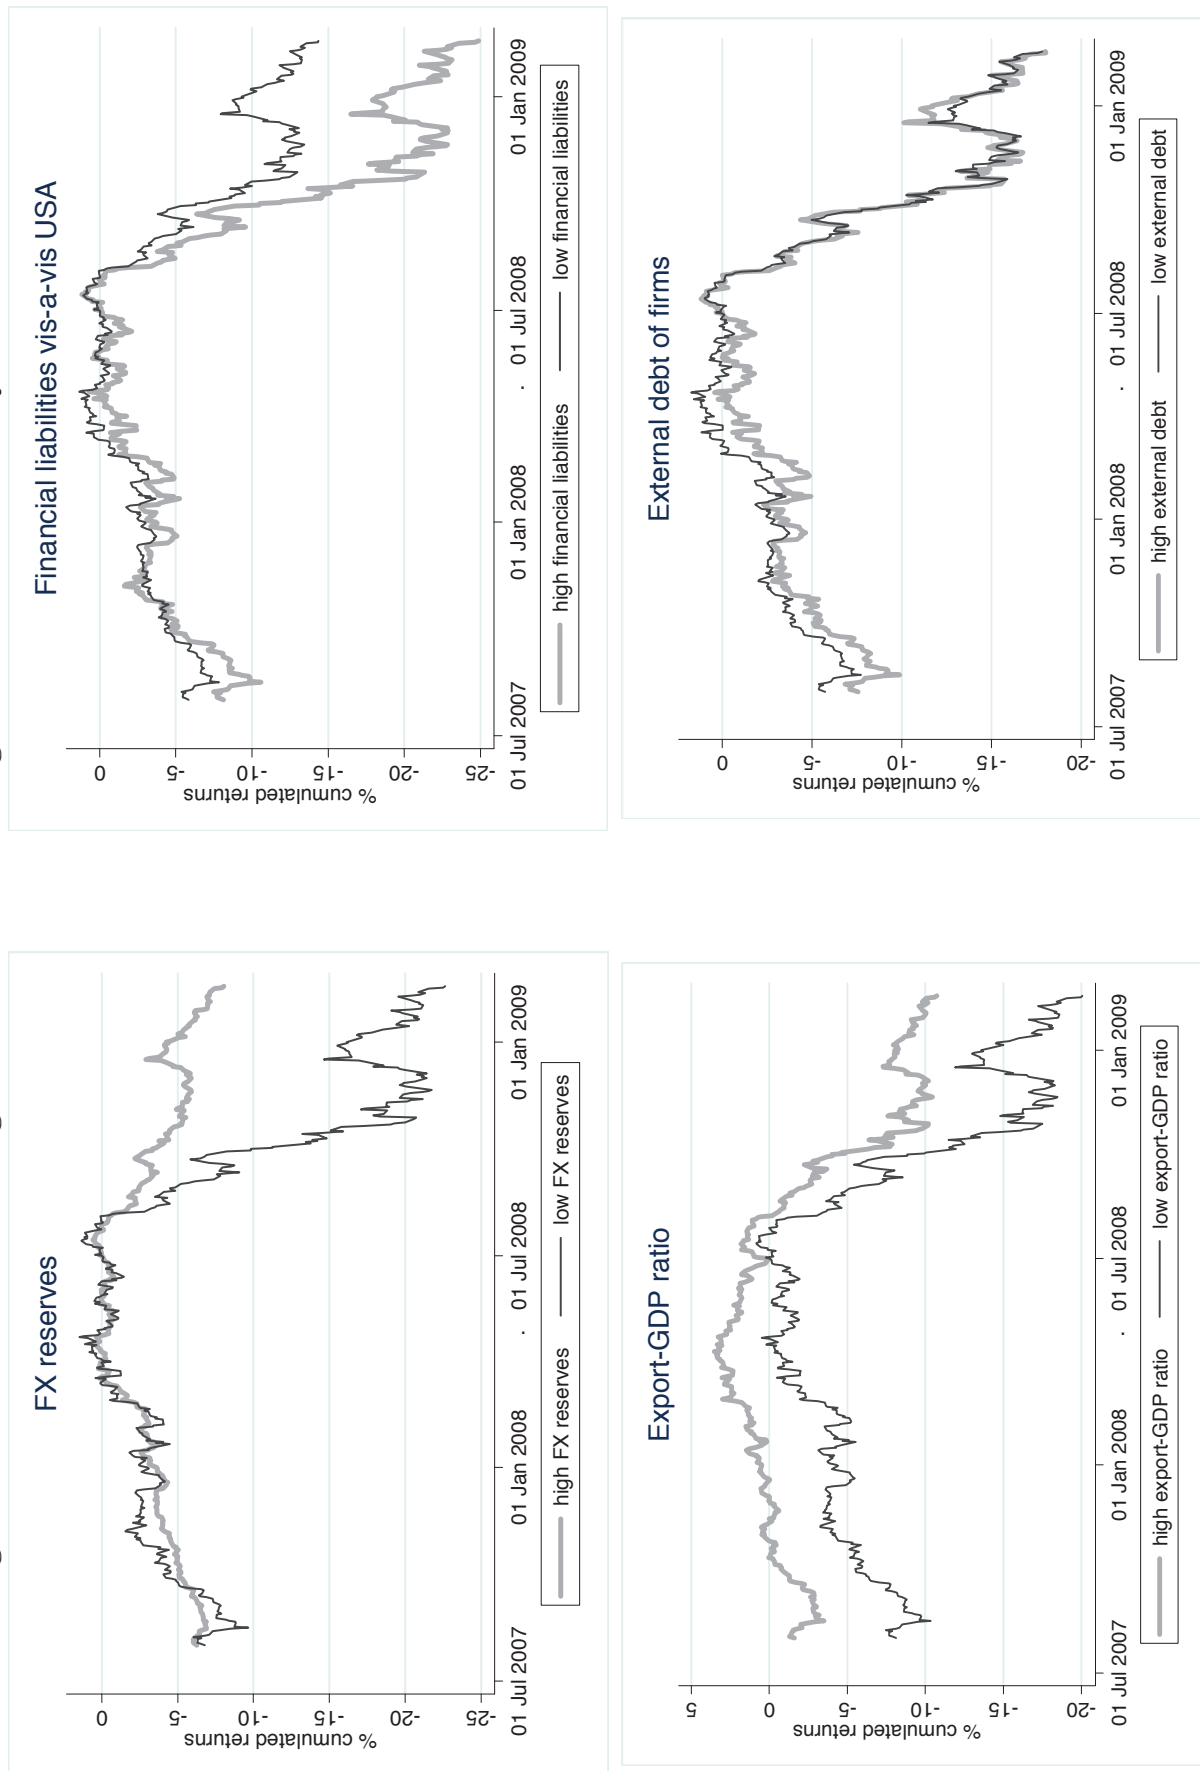 FX reserves
% cumulated returns
0
-5
-10
-15
-20
-25
01 Jul 2007
01 Jan 2008
.
01 Jul 2008
01 Jan 2009
high FX reserves
low FX reserves
Financial liabilities vis-a-vis USA
% cumulated returns
0
-5
-10
-15
-20
-25
01 Jul 2007
01 Jan 2008
.
01 Jul 2008
01 Jan 2009
high financial liabilities
low financial liabilities
Export-GDP ratio
% cumulated returns
5
0
-5
-10
-15
-20
01 Jul 2007
01 Jan 2008
.
01 Jul 2008
01 Jan 2009
high export-GDP ratio
low export-GDP ratio
External debt of firms
% cumulated returns
0
-5
-10
-15
-20
01 Jul 2007
01 Jan 2008
.
01 Jul 2008
01 Jan 2009
high external debt
low external debt